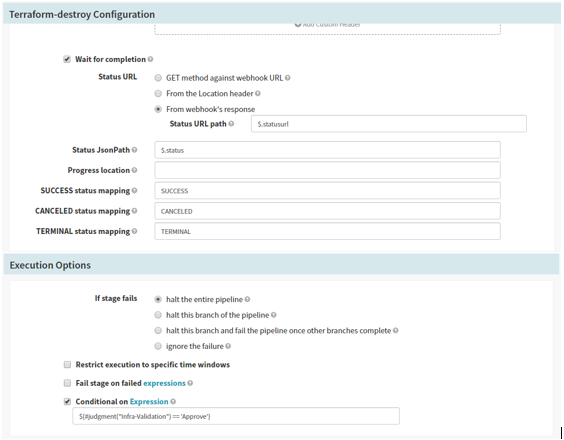 Terraform-destroy Configuration
Add Custom Header
Wait for completion
Status URL
GET method against webhook URL
From the Location header
From webhook's response
Status URL path
$.statusurl
Status JsonPath
$.status
Progress location
SUCCESS status mapping
SUCCESS
CANCELED status mapping
CANCELED
TERMINAL status mapping
TERMINAL
Execution Options
If stage fails
halt the entire pipeline
halt this branch of the pipeline
halt this branch and fail the pipeline once other branches complete
ignore the failure
Restrict execution to specific time windows
Fail stage on failed expressions
Conditional on Expression
${#judgment("Infra-Validation") == 'Approve'}